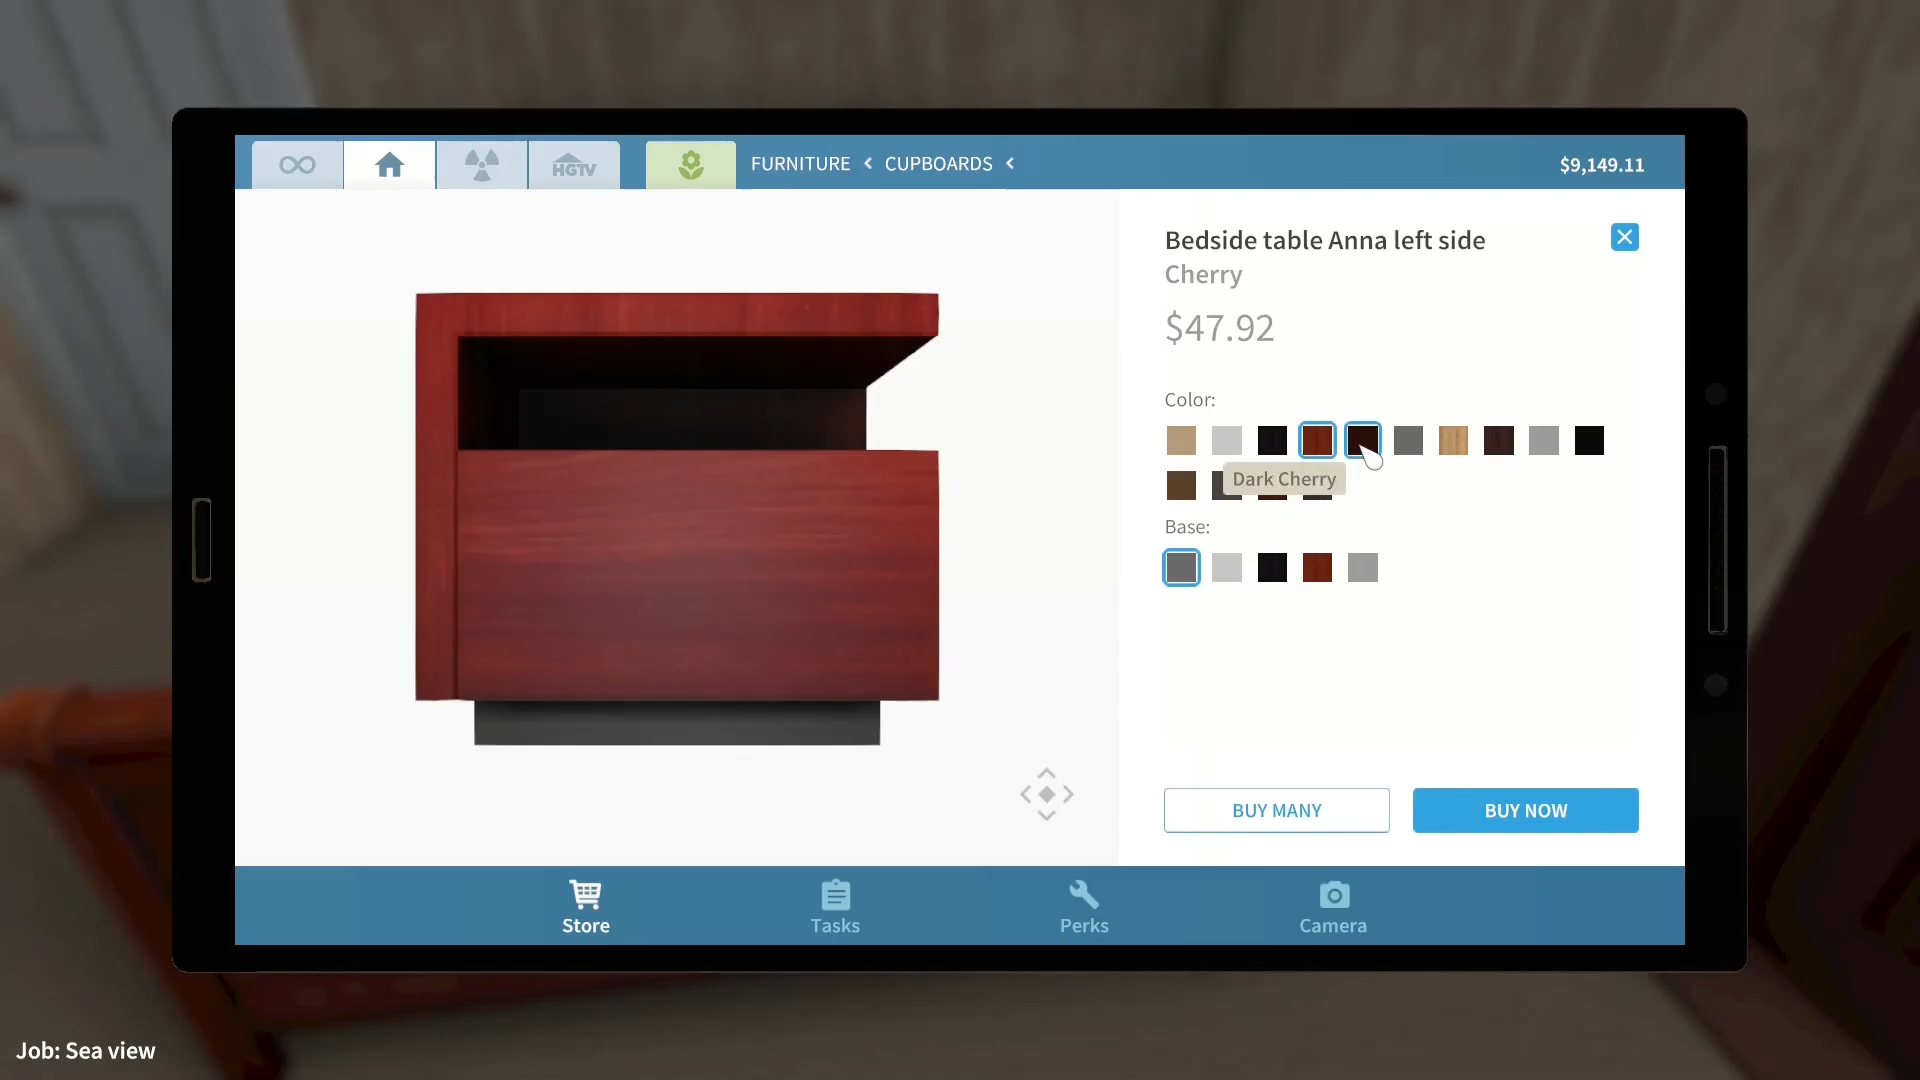 HGTV
FURNITURE < CUPBOARDS <
$9,149.11
Bedside table Anna left side
Cherry
$47.92
Color:
Dark Cherry
Base:
BUY MANY
BUY NOW
Store
Tasks
Perks
Camera
Job: Sea view